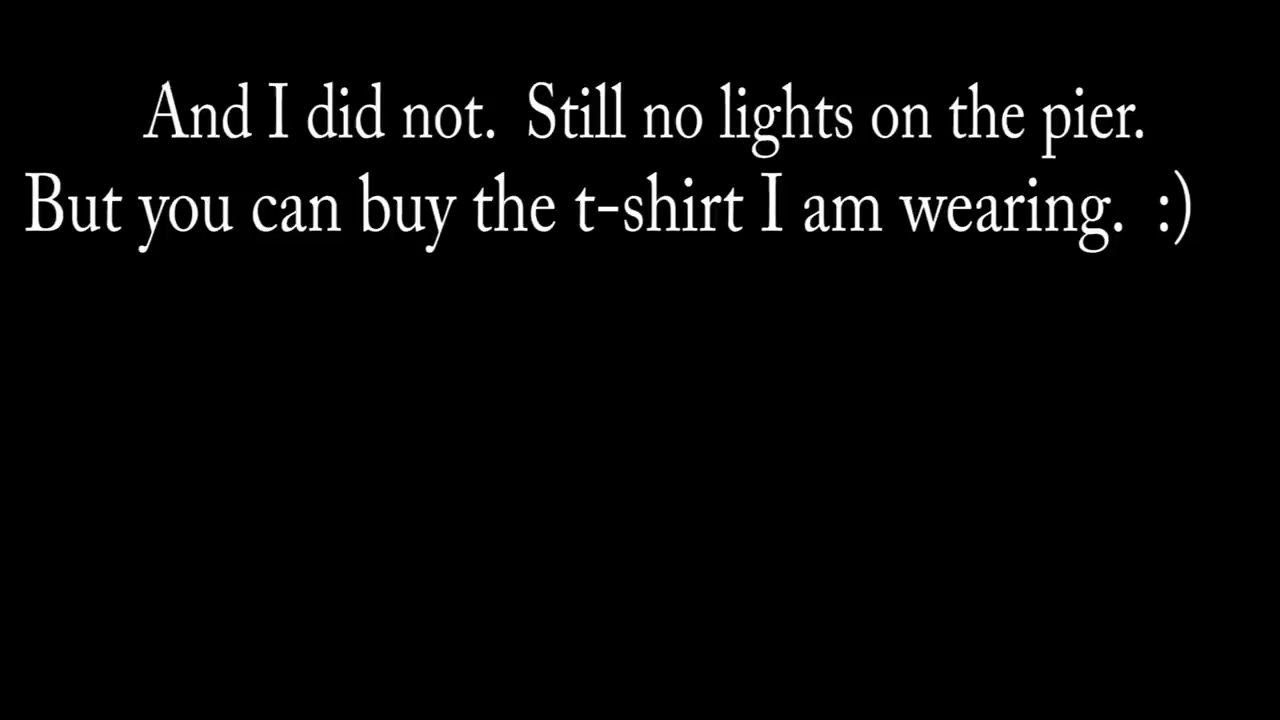 And I did not.  Still no lights on the pier.
But you can buy the t-shirt I am wearing.  :)